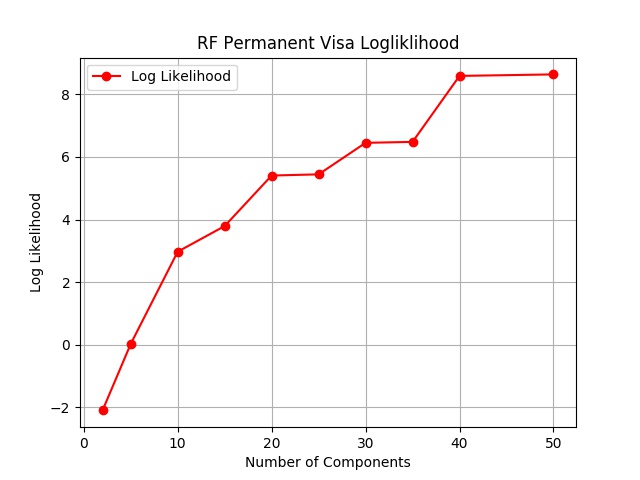 RF Permanent Visa Logliklihood
Log Likelihood
Log Likelihood
8
6
4
2
0
−2
0 10 20 30 40 50
Number of Components